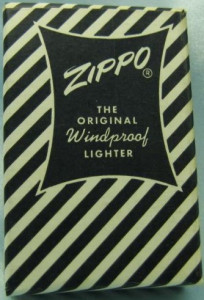 ZIPPO®
THE
ORIGINAL
Windproof
LIGHTER